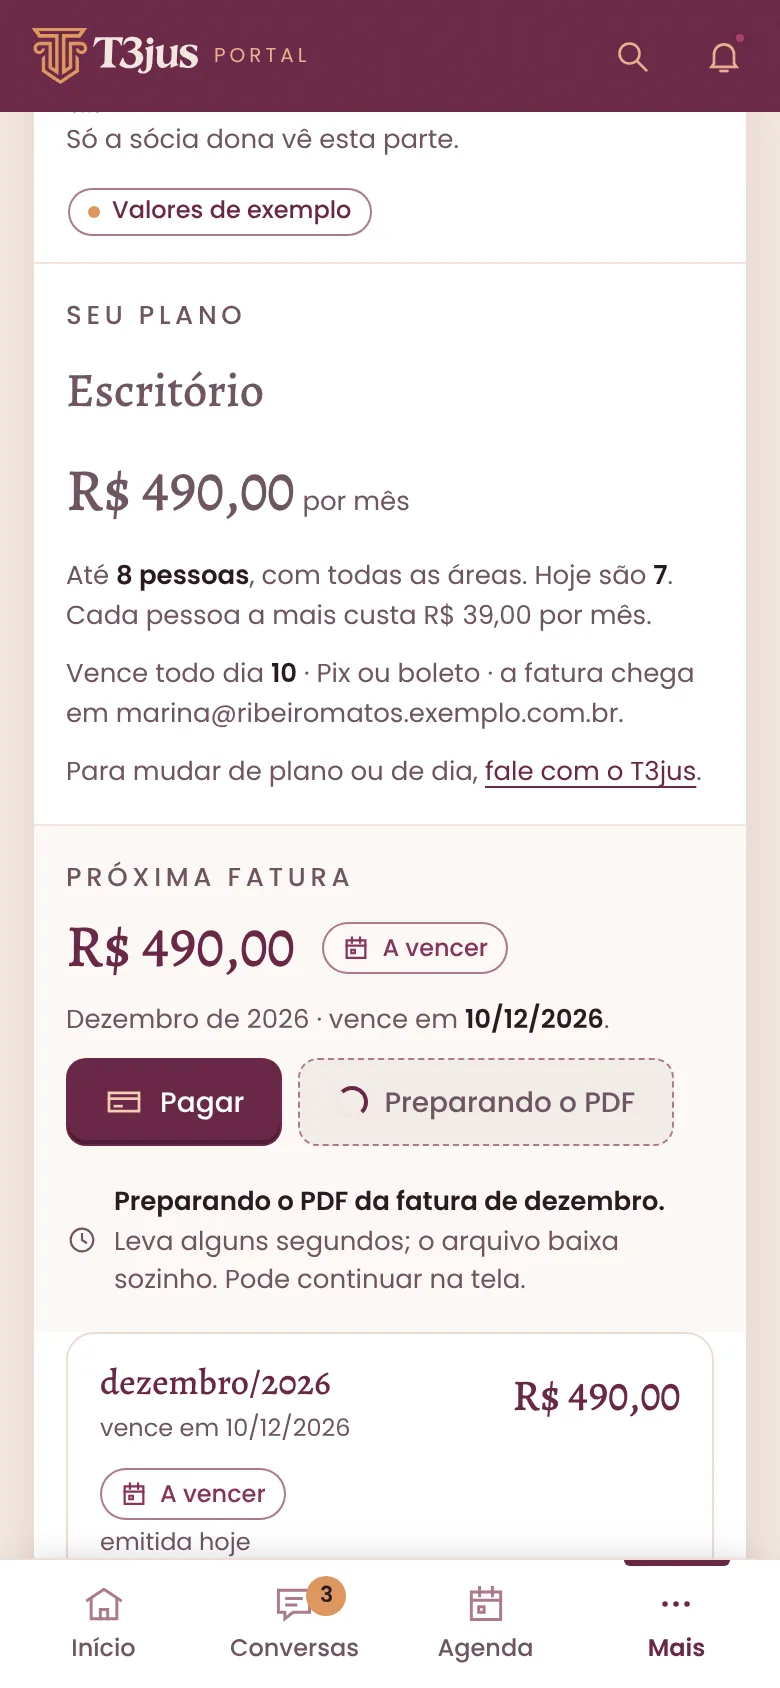 T3jus PORTAL
Só a sócia dona vê esta parte.
Valores de exemplo
SEU PLANO
Escritório
R$ 490,00 por mês
Até 8 pessoas, com todas as áreas. Hoje são 7.
Cada pessoa a mais custa R$ 39,00 por mês.
Vence todo dia 10 · Pix ou boleto · a fatura chega
em marina@ribeiromatos.exemplo.com.br.
Para mudar de plano ou de dia, fale com o T3jus.
PRÓXIMA FATURA
R$ 490,00
A vencer
Dezembro de 2026 · vence em 10/12/2026.
Pagar
Preparando o PDF
Preparando o PDF da fatura de dezembro.
Leva alguns segundos; o arquivo baixa
sozinho. Pode continuar na tela.
dezembro/2026
R$ 490,00
vence em 10/12/2026
A vencer
emitida hoje
3
Início
Conversas
Agenda
Mais